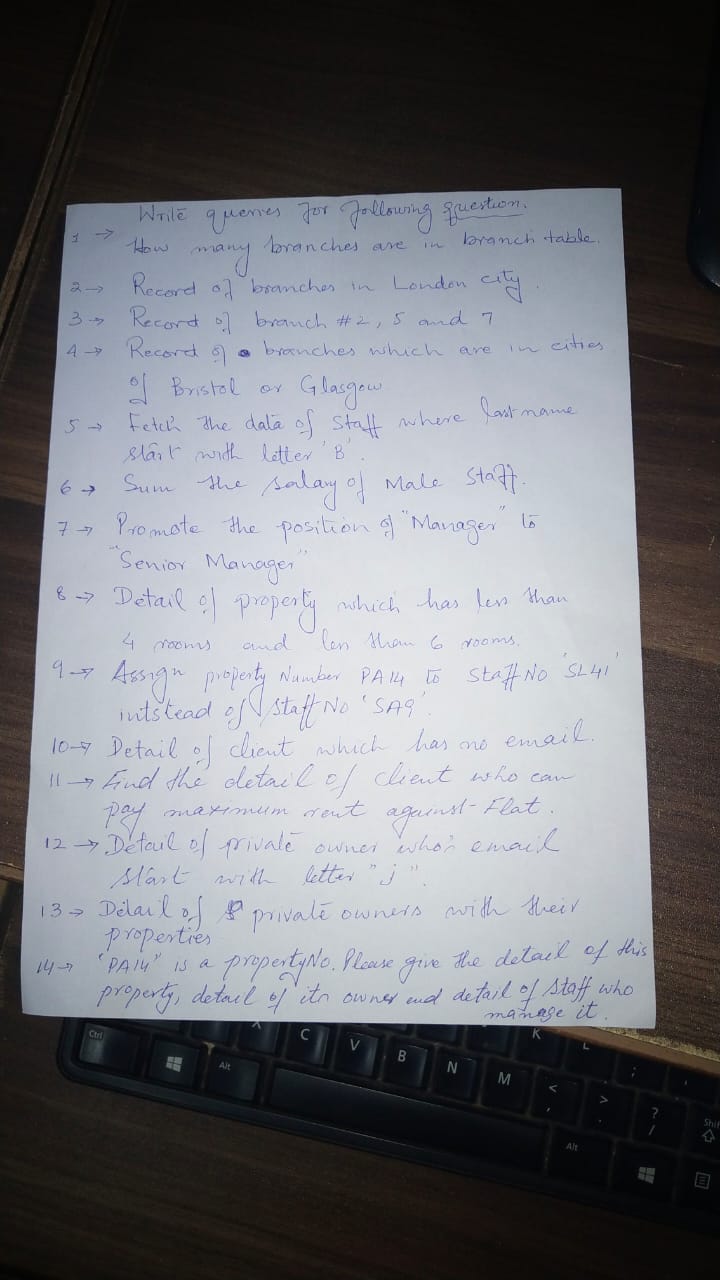 Write queries for following question.
1 → How many branches are in branch table.
2 → Record of branches in London city.
3 → Record of branch #2, 5 and 7
4 → Record of branches which are in cities
of Bristol or Glasgow
5 → Fetch the data of Staff where last name
start with letter 'B'.
6 → Sum the salary of Male Staff.
7 → Promote the position of "Manager" to
"Senior Manager"
8 → Detail of property which has less than
4 rooms and less than 6 rooms.
9 → Assign property Number PA14 to Staff No 'SL41'
intstead of Staff No 'SA9'.
10 → Detail of client which has no email.
11 → Find the detail of client who can
pay maximum rent against Flat.
12 → Detail of private owner who's email
start with letter "j".
13 → Detail of private owners with their
properties
14 → "PA14" is a propertyNo. Please give the detail of this
property, detail of its owner and detail of Staff who
manage it.
Ctrl
Alt
X
C
V
B
N
M
K
L
<
,
>
.
?
/
;
Alt
Shi